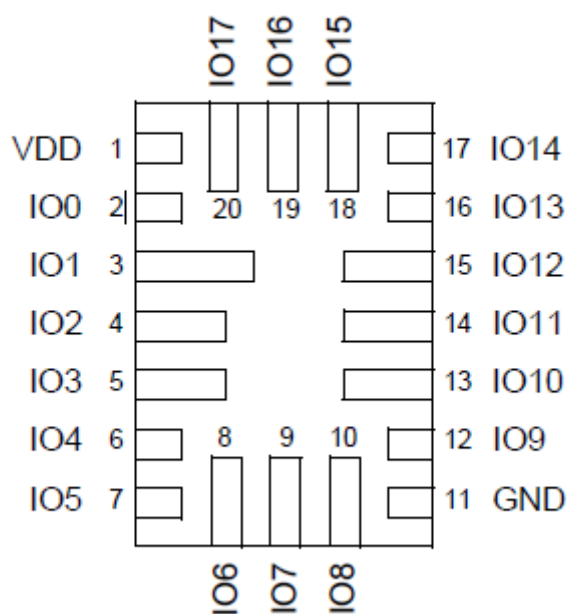 IO17 IO16 IO15
VDD 1 17 IO14
IO0 2 20 19 18 16 IO13
IO1 3 15 IO12
IO2 4 14 IO11
IO3 5 13 IO10
IO4 6 8 9 10 12 IO9
IO5 7 11 GND
IO6 IO7 IO8